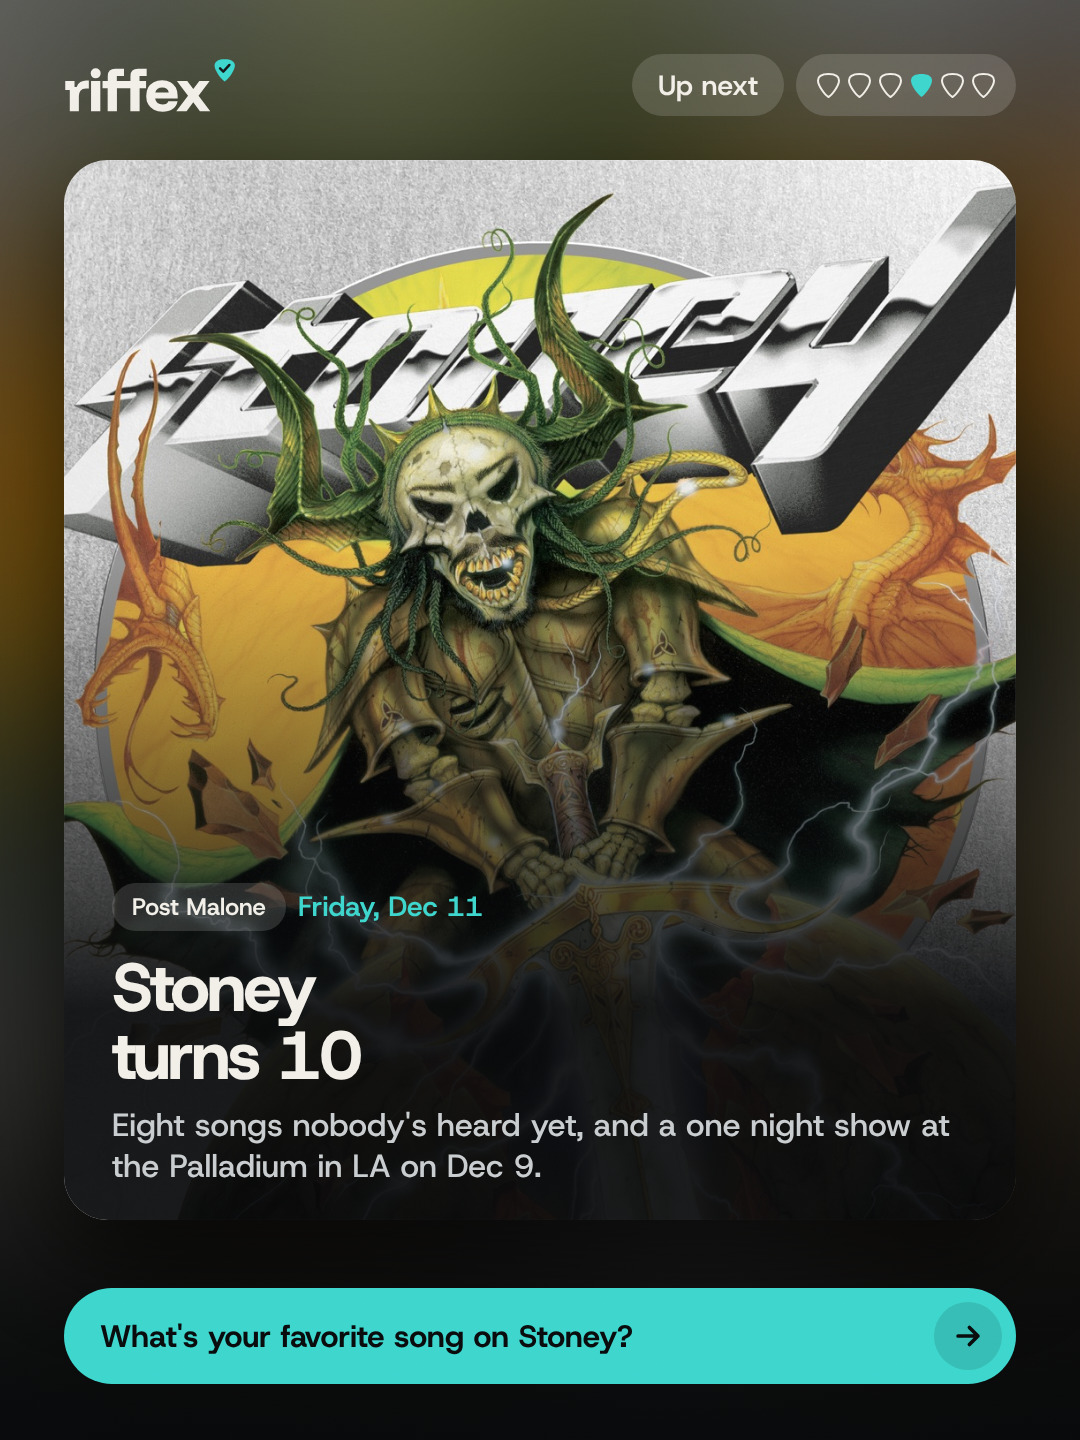 riffex
Up next
Stoney
Post Malone
Friday, Dec 11
Stoney
turns 10
Eight songs nobody's heard yet, and a one night show at
the Palladium in LA on Dec 9.
What's your favorite song on Stoney?